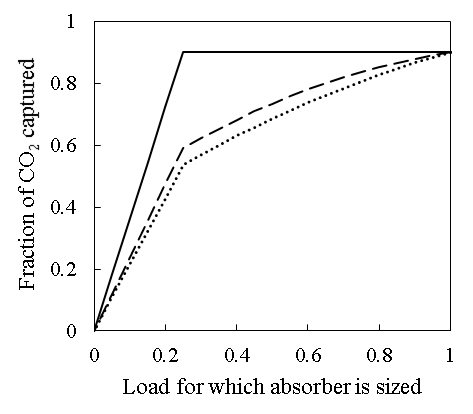 1
0.8
0.6
0.4
0.2
0
Fraction of CO₂ captured
0 0.2 0.4 0.6 0.8 1
Load for which absorber is sized